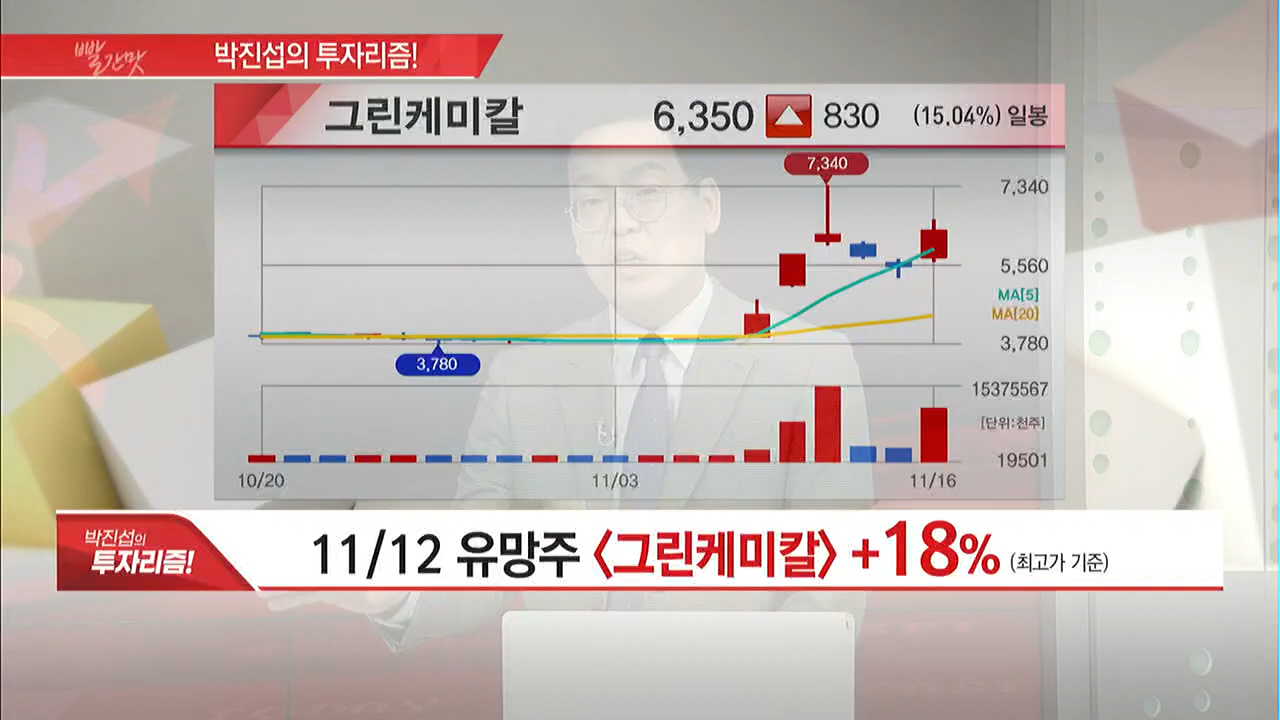 빨간맛
박진섭의 투자리듬!
그린케미칼 6,350 ▲ 830 (15.04%) 일봉
7,340
7,340
5,560
MA[5]
MA[20]
3,780
3,780
15375567
[단위:천주]
19501
10/20 11/03 11/16
박진섭의
투자리듬!
11/12 유망주 〈그린케미칼〉 +18% (최고가 기준)